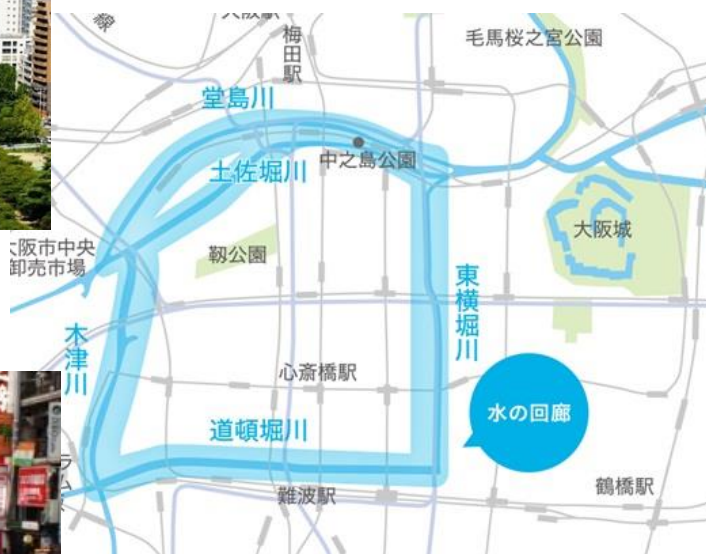 梅田駅
毛馬桜之宮公園
堂島川
中之島公園
土佐堀川
大阪城
靱公園
大阪市中央
卸売市場
東横堀川
木津川
心斎橋駅
水の回廊
道頓堀川
難波駅
鶴橋駅